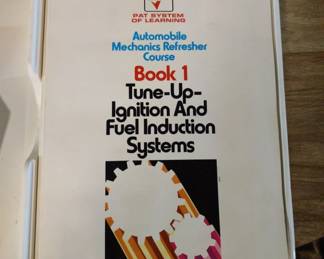 PAT SYSTEM
OF LEARNING
Automobile
Mechanics Refresher
Course
Book 1
Tune-Up-
Ignition And
Fuel Induction
Systems